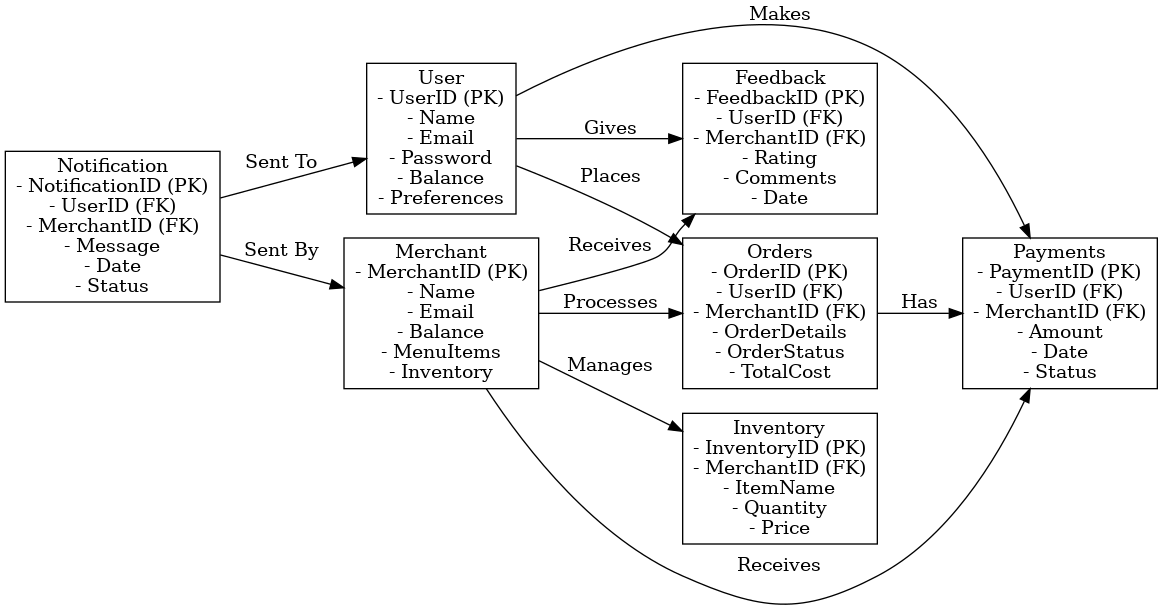 Makes
User
- UserID (PK)
- Name
- Email
- Password
- Balance
- Preferences
Feedback
- FeedbackID (PK)
- UserID (FK)
- MerchantID (FK)
- Rating
- Comments
- Date
Gives
Places
Sent To
Notification
- NotificationID (PK)
- UserID (FK)
- MerchantID (FK)
- Message
- Date
- Status
Sent By
Merchant
- MerchantID (PK)
- Name
- Email
- Balance
- MenuItems
- Inventory
Receives
Processes
Manages
Orders
- OrderID (PK)
- UserID (FK)
- MerchantID (FK)
- OrderDetails
- OrderStatus
- TotalCost
Has
Payments
- PaymentID (PK)
- UserID (FK)
- MerchantID (FK)
- Amount
- Date
- Status
Inventory
- InventoryID (PK)
- MerchantID (FK)
- ItemName
- Quantity
- Price
Receives